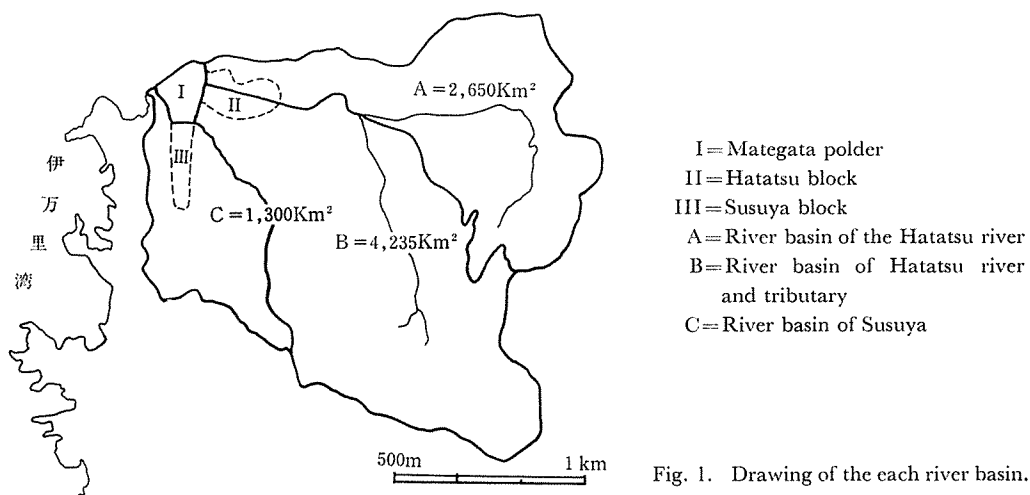 I
II
III
A=2,650Km²
B=4,235Km²
C=1,300Km²
伊
万
里
湾
I=Mategata polder
II=Hatatsu block
III=Susuya block
A=River basin of the Hatatsu river
B=River basin of Hatatsu river
and tributary
C=River basin of Susuya
500m
1 km
Fig. 1. Drawing of the each river basin.